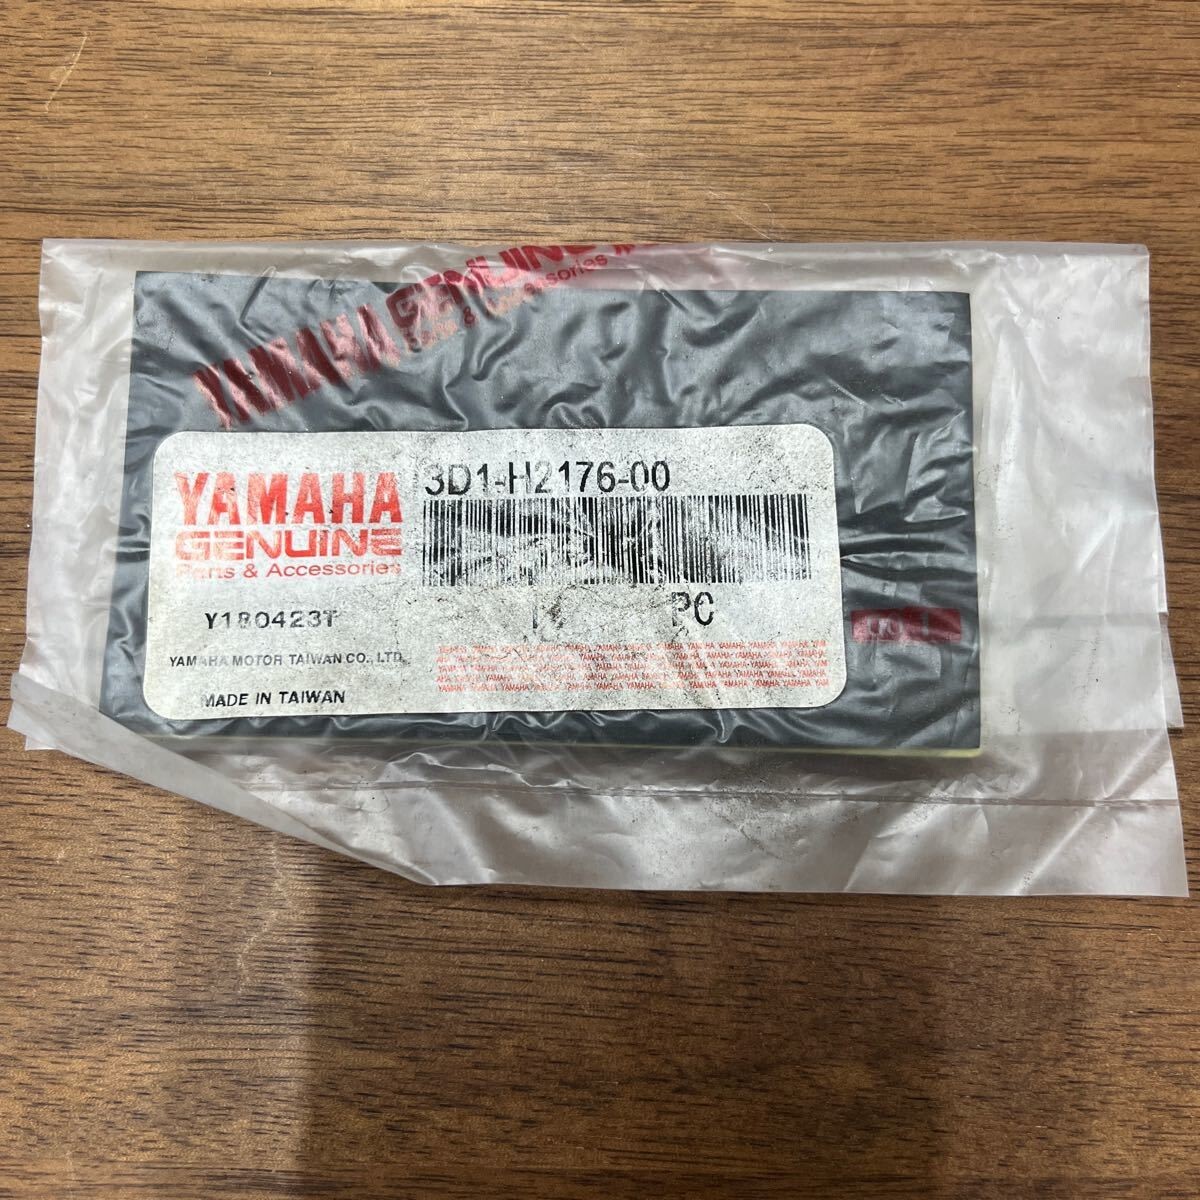 YAMAHA GENUINE
Parts & Accessories
YAMAHA
GENUINE
Parts & Accessories
3D1-H2176-00
Y180423T
PC
YAMAHA MOTOR TAIWAN CO., LTD.
MADE IN TAIWAN